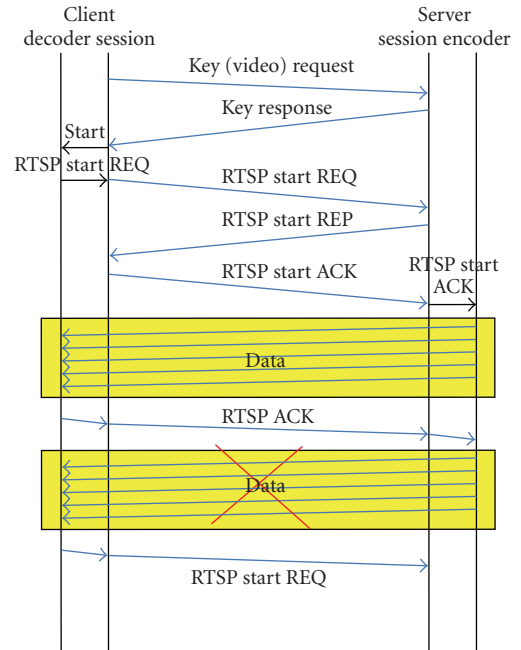 Client
decoder session
Server
session encoder
Key (video) request
Key response
Start
RTSP start REQ
RTSP start REQ
RTSP start REP
RTSP start ACK
RTSP start
ACK
Data
RTSP ACK
Data
RTSP start REQ